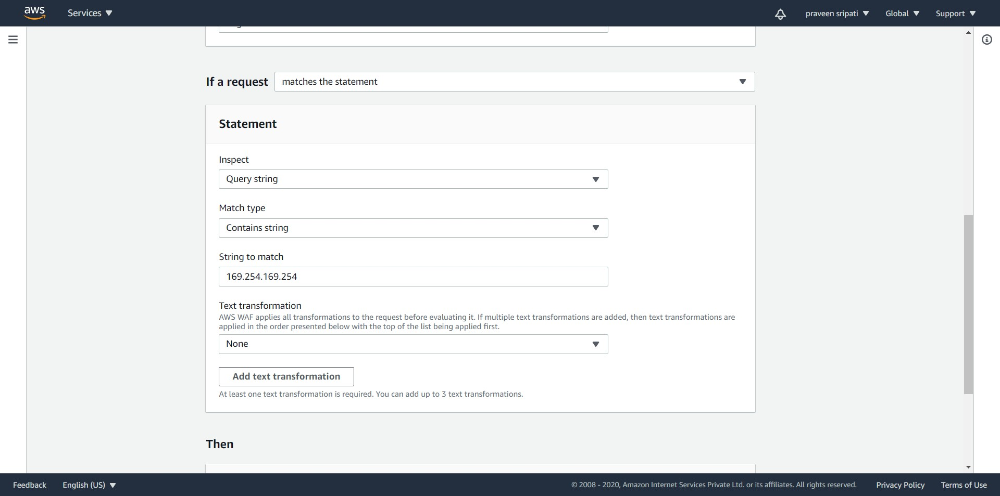 aws
Services
praveen sripati
Global
Support
If a request
matches the statement
Statement
Inspect
Query string
Match type
Contains string
String to match
169.254.169.254
Text transformation
AWS WAF applies all transformations to the request before evaluating it. If multiple text transformations are added, then text transformations are
applied in the order presented below with the top of the list being applied first.
None
Add text transformation
At least one text transformation is required. You can add up to 3 text transformations.
Then
Feedback
English (US)
© 2008 - 2020, Amazon Internet Services Private Ltd. or its affiliates. All rights reserved.
Privacy Policy
Terms of Use